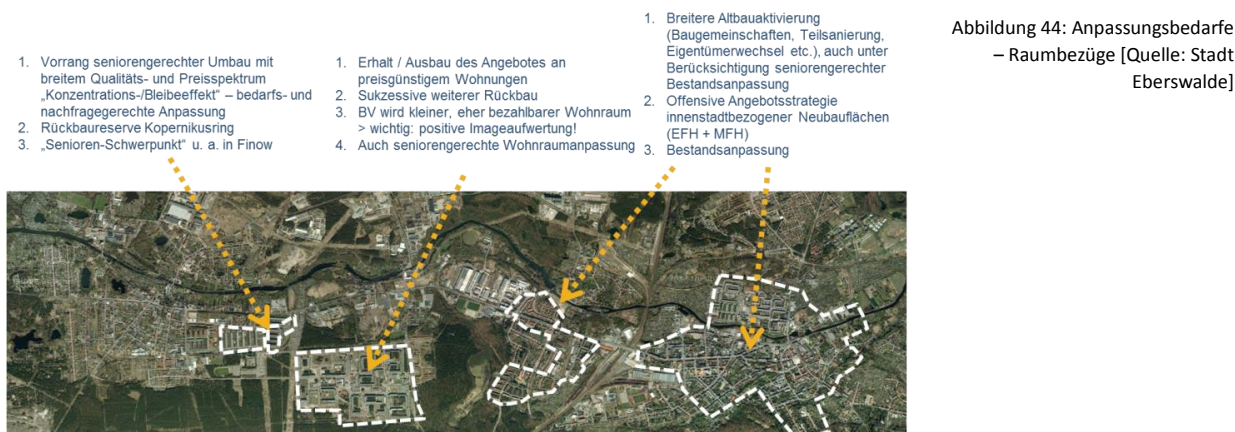 1. Vorrang seniorengerechter Umbau mit
breitem Qualitäts- und Preisspektrum
„Konzentrations-/Bleibeeffekt“ – bedarfs- und
nachfragegerechte Anpassung
2. Rückbaureserve Kopernikusring
3. „Senioren-Schwerpunkt“ u. a. in Finow
1. Erhalt / Ausbau des Angebotes an
preisgünstigem Wohnungen
2. Sukzessive weiterer Rückbau
3. BV wird kleiner, eher bezahlbarer Wohnraum
> wichtig: positive Imageaufwertung!
4. Auch seniorengerechte Wohnraumanpassung
1. Breitere Altbauaktivierung
(Baugemeinschaften, Teilsanierung,
Eigentümerwechsel etc.), auch unter
Berücksichtigung seniorengerechter
Bestandsanpassung
2. Offensive Angebotsstrategie
innenstadtbezogener Neubauflächen
(EFH + MFH)
3. Bestandsanpassung
Abbildung 44: Anpassungsbedarfe
– Raumbezüge [Quelle: Stadt
Eberswalde]